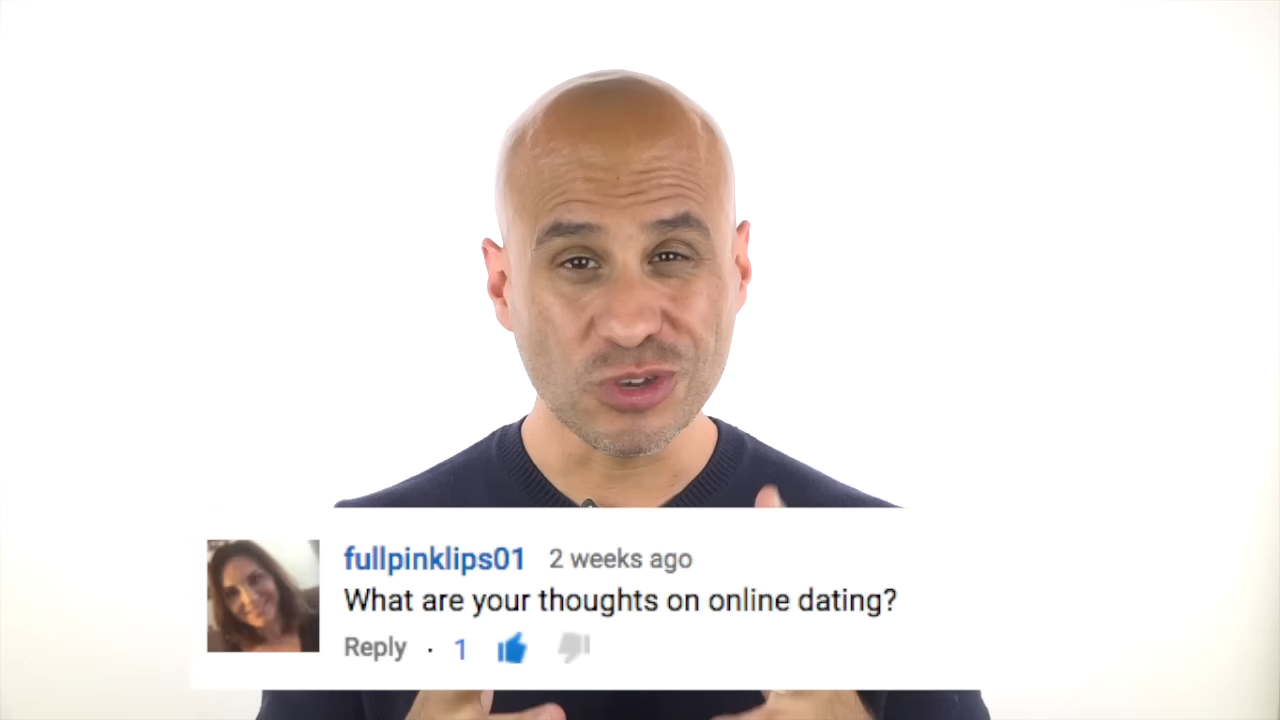 fullpinklips01 2 weeks ago
What are your thoughts on online dating?
Reply · 1